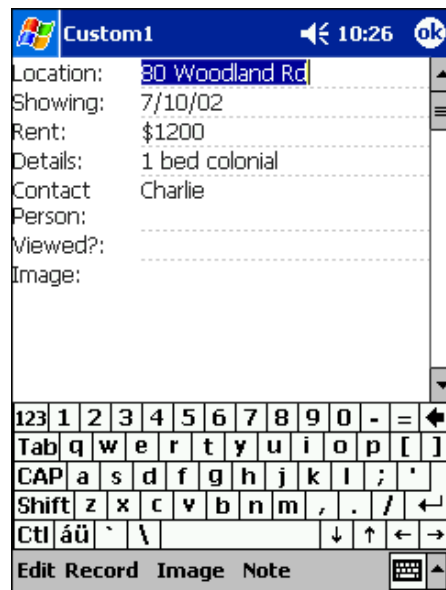 Custom1 10:26 ok
Location: 80 Woodland Rd
Showing: 7/10/02
Rent: $1200
Details: 1 bed colonial
Contact Charlie
Person:
Viewed?:
Image:
123 1 2 3 4 5 6 7 8 9 0 - =
Tab q w e r t y u i o p [ ]
CAP a s d f g h j k l ; '
Shift z x c v b n m , . /
Ctl áü ` \
Edit Record Image Note